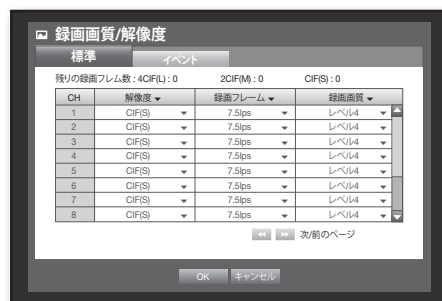 録画画質/解像度
標準 イベント
残りの録画フレム数 : 4CIF(L) : 0 2CIF(M) : 0 CIF(S) : 0
CH 解像度 録画フレーム 録画画質
1 CIF(S) 7.5Ips レベル4
2 CIF(S) 7.5Ips レベル4
3 CIF(S) 7.5Ips レベル4
4 CIF(S) 7.5Ips レベル4
5 CIF(S) 7.5Ips レベル4
6 CIF(S) 7.5Ips レベル4
7 CIF(S) 7.5Ips レベル4
8 CIF(S) 7.5Ips レベル4
次/前のページ
OK キャンセル